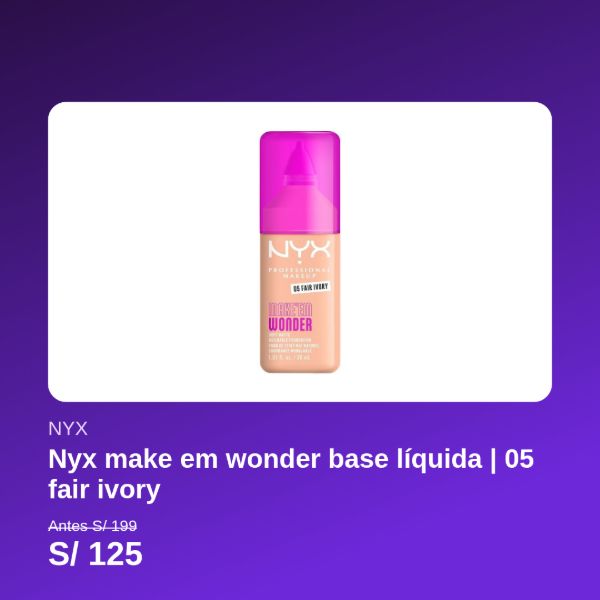 NYX
PROFESSIONAL
MAKEUP
05 FAIR IVORY
MAKE'EM
WONDER
NYX
Nyx make em wonder base líquida | 05
fair ivory
Antes S/ 199
S/ 125